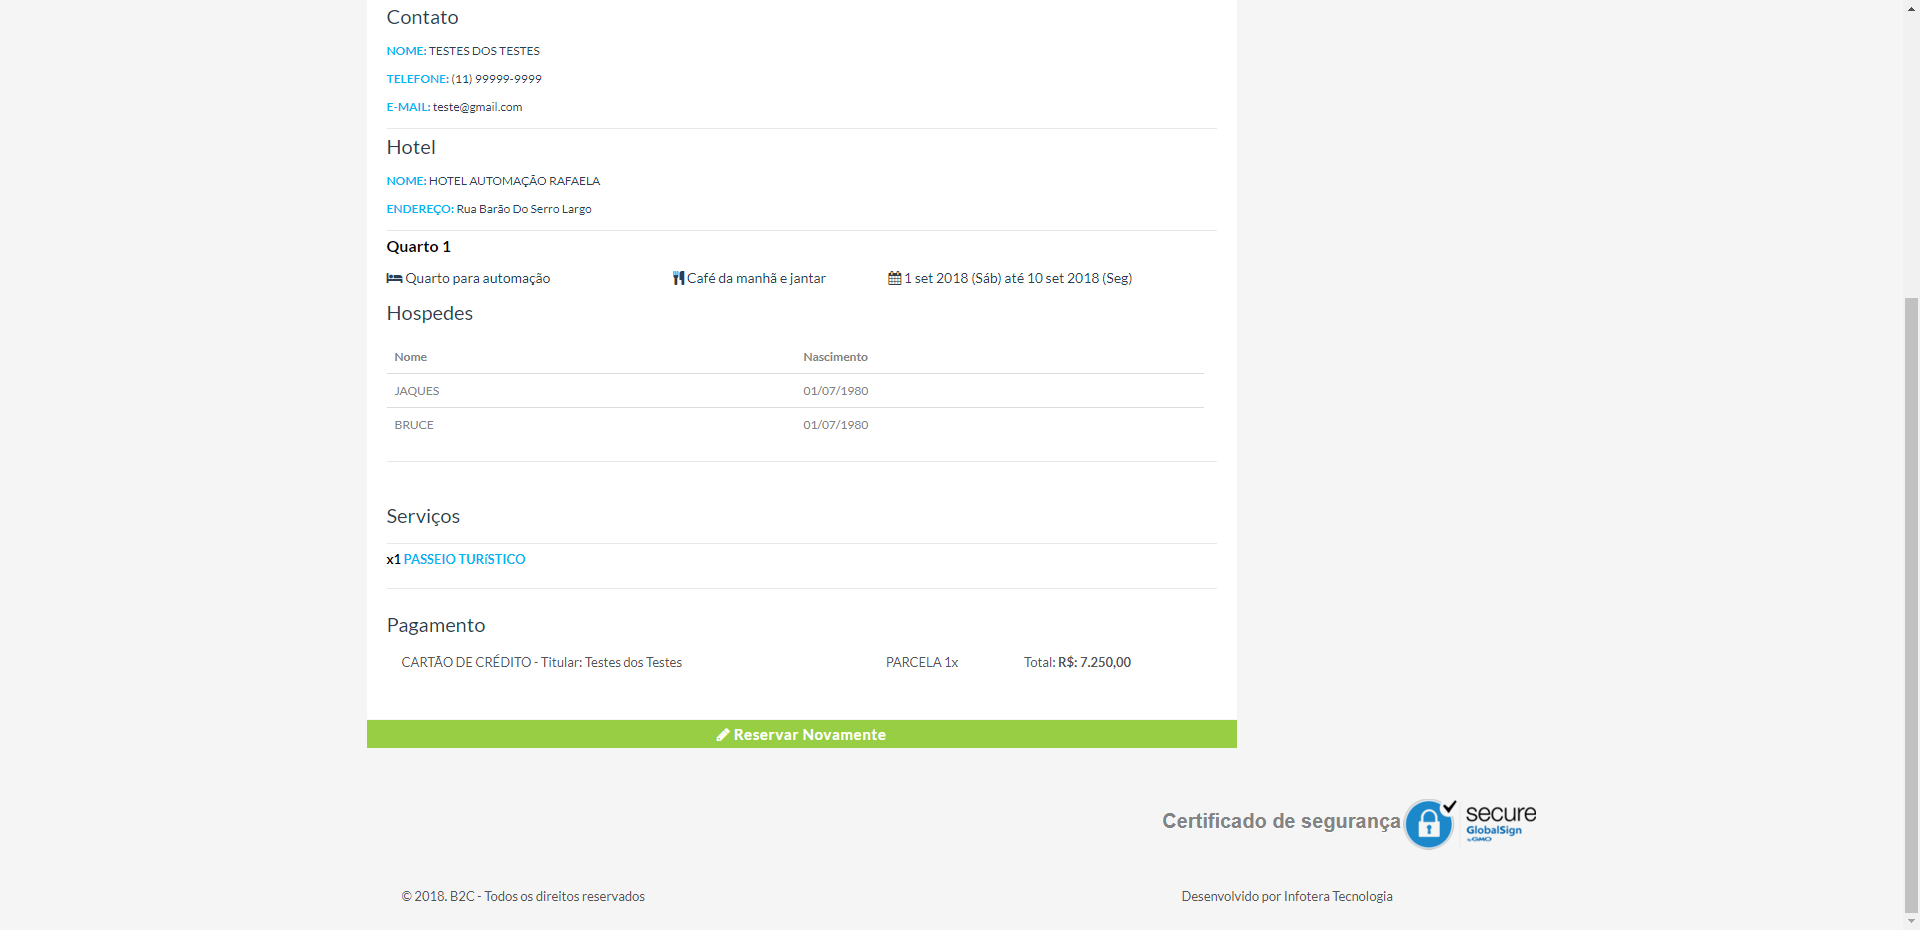 Contato
NOME: TESTES DOS TESTES
TELEFONE: (11) 99999-9999
E-MAIL: teste@gmail.com
Hotel
NOME: HOTEL AUTOMAÇÃO RAFAELA
ENDEREÇO: Rua Barão Do Serro Largo
Quarto 1
Quarto para automação Café da manhã e jantar 1 set 2018 (Sáb) até 10 set 2018 (Seg)
Hospedes
Nome Nascimento
JAQUES 01/07/1980
BRUCE 01/07/1980
Serviços
x1 PASSEIO TURíSTICO
Pagamento
CARTÃO DE CRÉDITO - Titular: Testes dos Testes PARCELA 1x Total: R$: 7.250,00
Reservar Novamente
Certificado de segurança secure
GlobalSign
by GMO
© 2018. B2C - Todos os direitos reservados Desenvolvido por Infotera Tecnologia